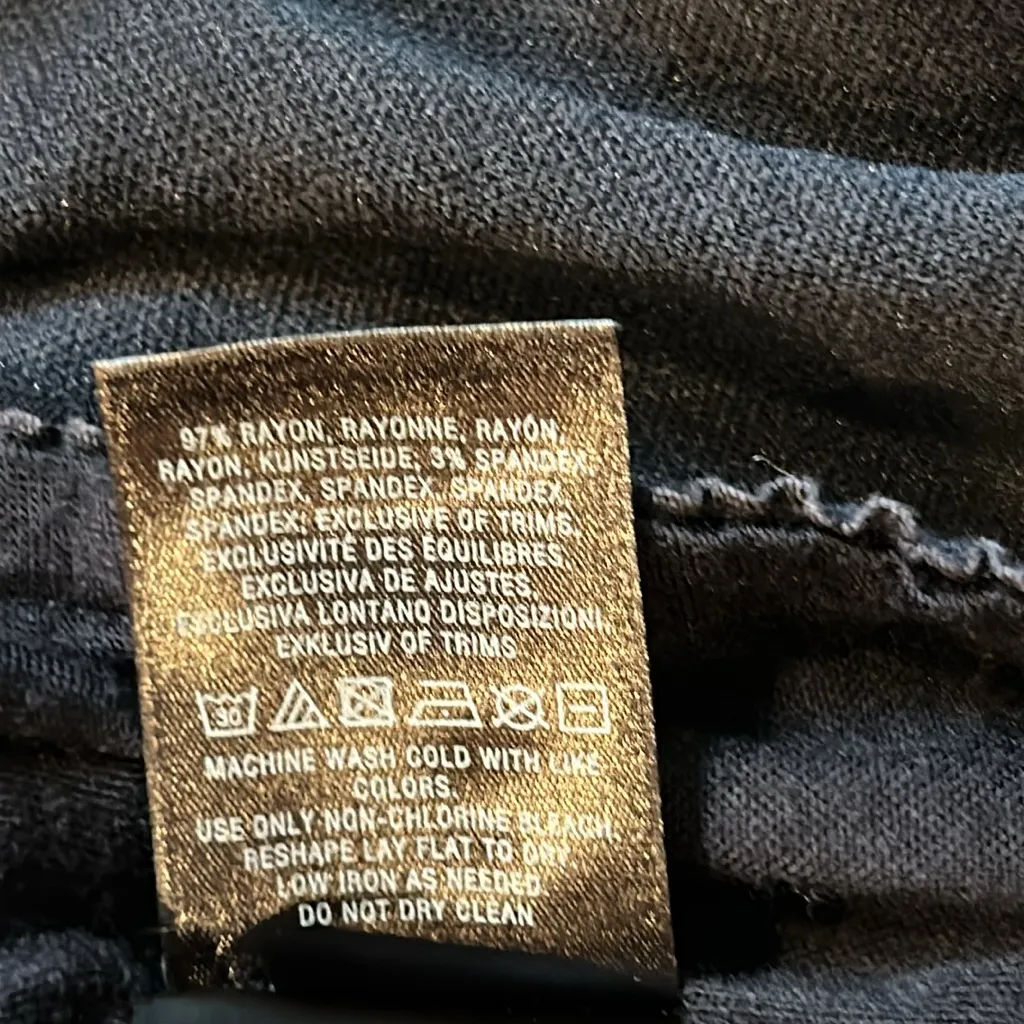 97% RAYON, RAYONNE, RAYÓN,
RAYON, KUNSTSEIDE, 3% SPANDEX,
SPANDEX, SPANDEX, SPANDEX,
SPANDEX; EXCLUSIVE OF TRIMS,
EXCLUSIVITÉ DES ÉQUILIBRES,
EXCLUSIVA DE AJUSTES,
EXCLUSIVA LONTANO DISPOSIZIONI,
EXKLUSIV OF TRIMS
30
MACHINE WASH COLD WITH LIKE
COLORS.
USE ONLY NON-CHLORINE BLEACH.
RESHAPE LAY FLAT TO DRY
LOW IRON AS NEEDED
DO NOT DRY CLEAN